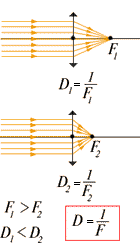 F₁
D₁ = 1/F₁
F₂
D₂ = 1/F₂
F₁ > F₂
D₁ < D₂
D = 1/F